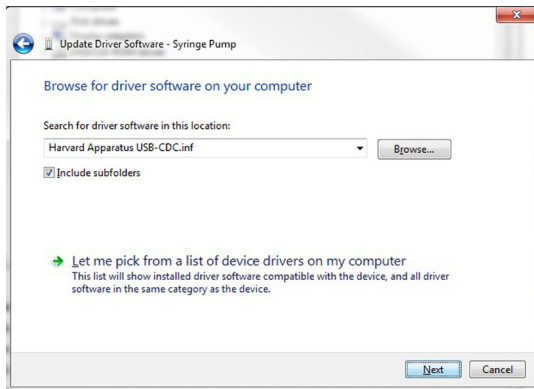 Update Driver Software - Syringe Pump
Browse for driver software on your computer
Search for driver software in this location:
Harvard Apparatus USB-CDC.inf
Browse...
Include subfolders
Let me pick from a list of device drivers on my computer
This list will show installed driver software compatible with the device, and all driver
software in the same category as the device.
Next
Cancel